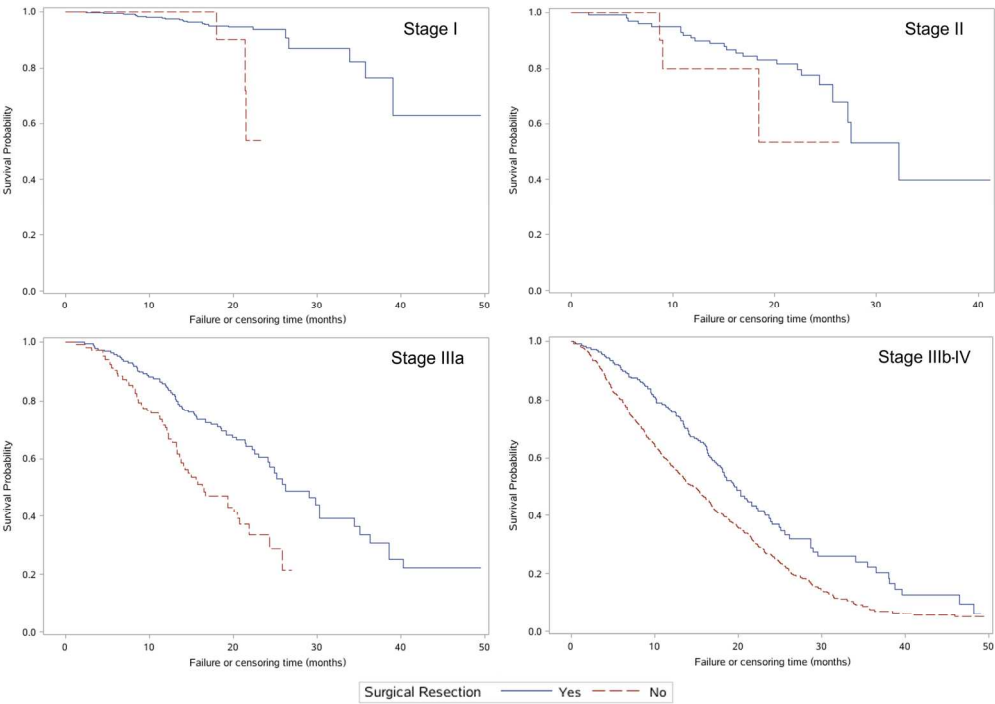 Stage I
Survival Probability
1.0
0.8
0.6
0.4
0.2
0.0
0 10 20 30 40 50
Failure or censoring time (months)
Stage II
Survival Probability
1.0
0.8
0.6
0.4
0.2
0.0
0 10 20 30 40
Failure or censoring time (months)
Stage IIIa
Survival Probability
1.0
0.8
0.6
0.4
0.2
0.0
0 10 20 30 40 50
Failure or censoring time (months)
Stage IIIb-IV
Survival Probability
1.0
0.8
0.6
0.4
0.2
0.0
0 10 20 30 40 50
Failure or censoring time (months)
Surgical Resection Yes No